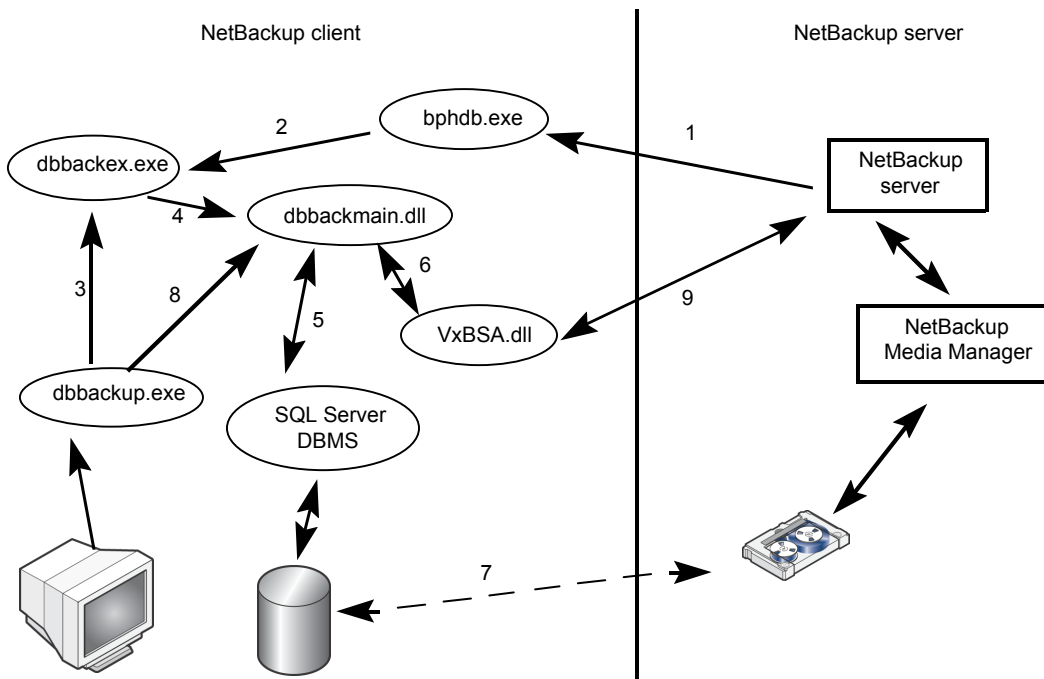 NetBackup client
NetBackup server
bphdb.exe
2
1
dbbackex.exe
NetBackup
server
4
dbbackmain.dll
6
3
8
5
9
VxBSA.dll
NetBackup
Media Manager
dbbackup.exe
SQL Server
DBMS
7